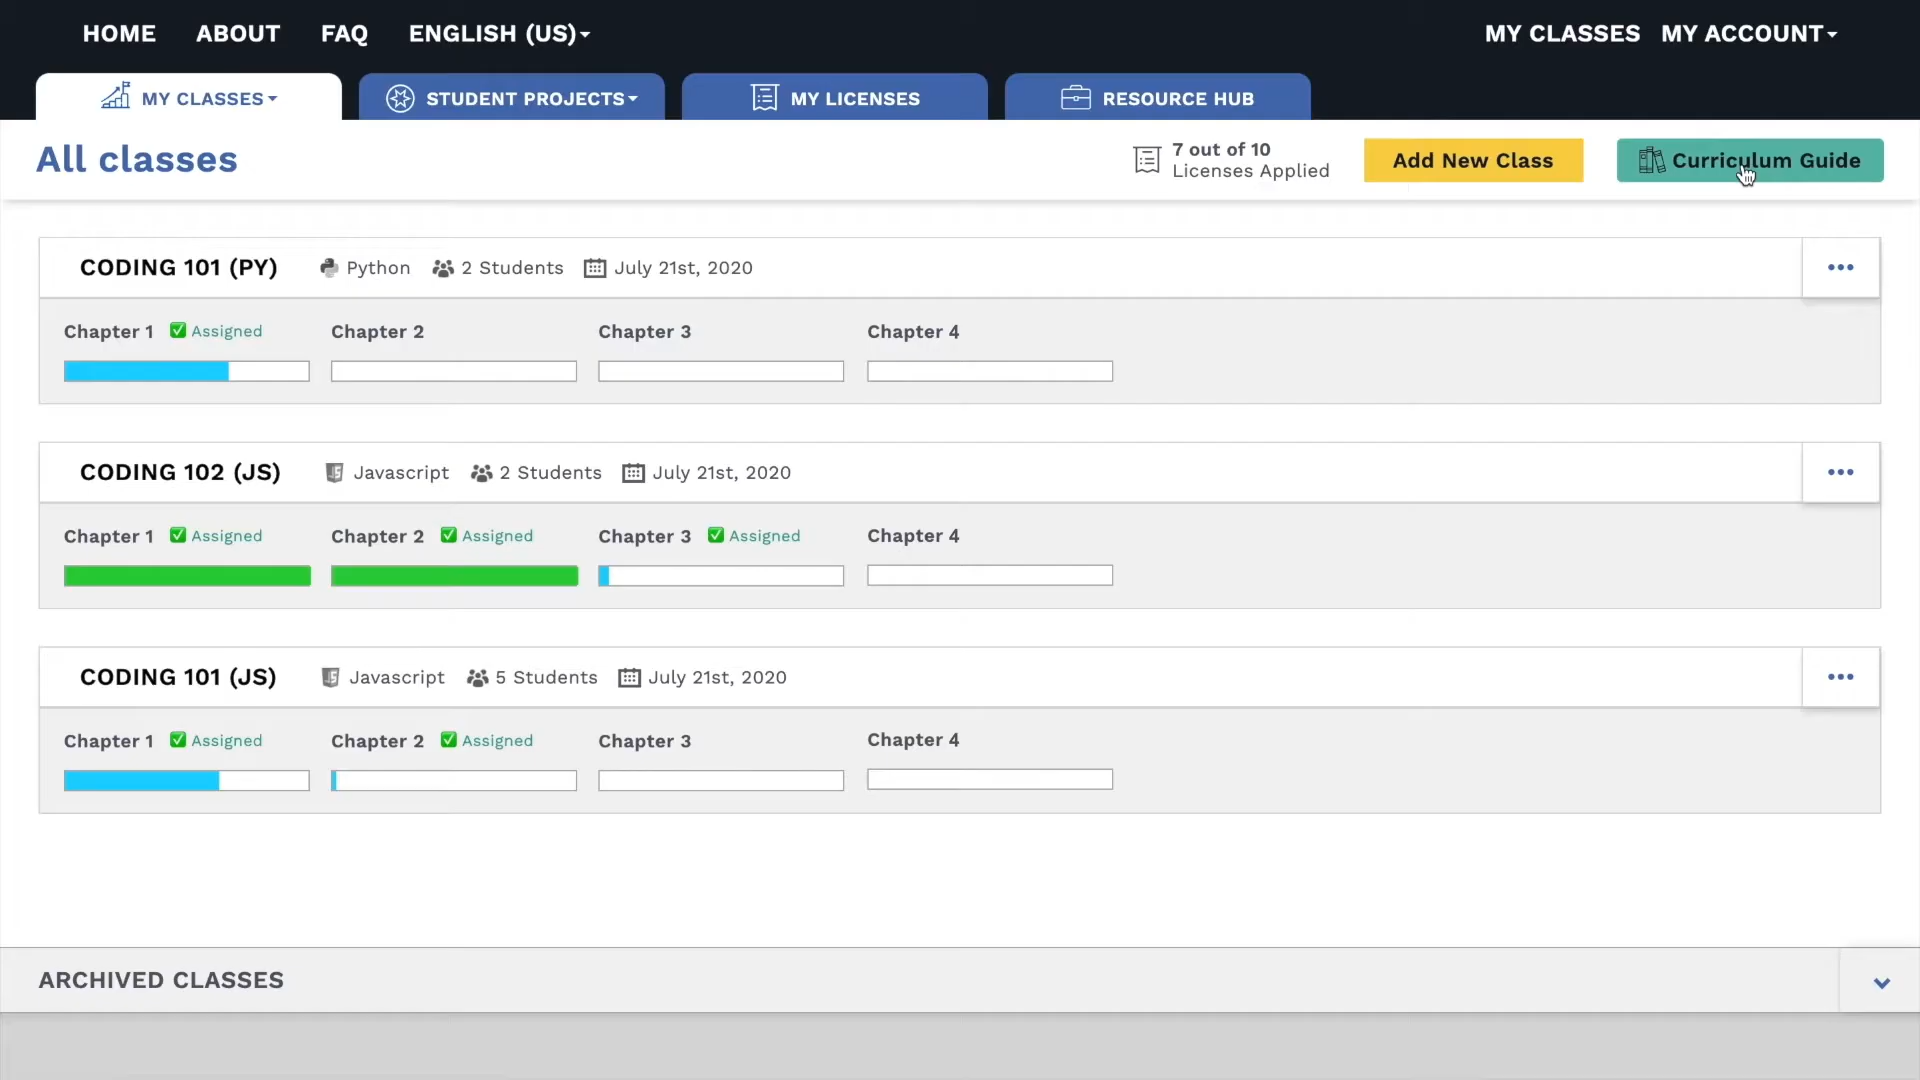 HOME ABOUT FAQ ENGLISH (US) MY CLASSES MY ACCOUNT
MY CLASSES STUDENT PROJECTS MY LICENSES RESOURCE HUB
All classes
7 out of 10
Licenses Applied
Add New Class
Curriculum Guide
CODING 101 (PY) Python 2 Students July 21st, 2020
Chapter 1 Assigned Chapter 2 Chapter 3 Chapter 4
CODING 102 (JS) Javascript 2 Students July 21st, 2020
Chapter 1 Assigned Chapter 2 Assigned Chapter 3 Assigned Chapter 4
CODING 101 (JS) Javascript 5 Students July 21st, 2020
Chapter 1 Assigned Chapter 2 Assigned Chapter 3 Chapter 4
ARCHIVED CLASSES